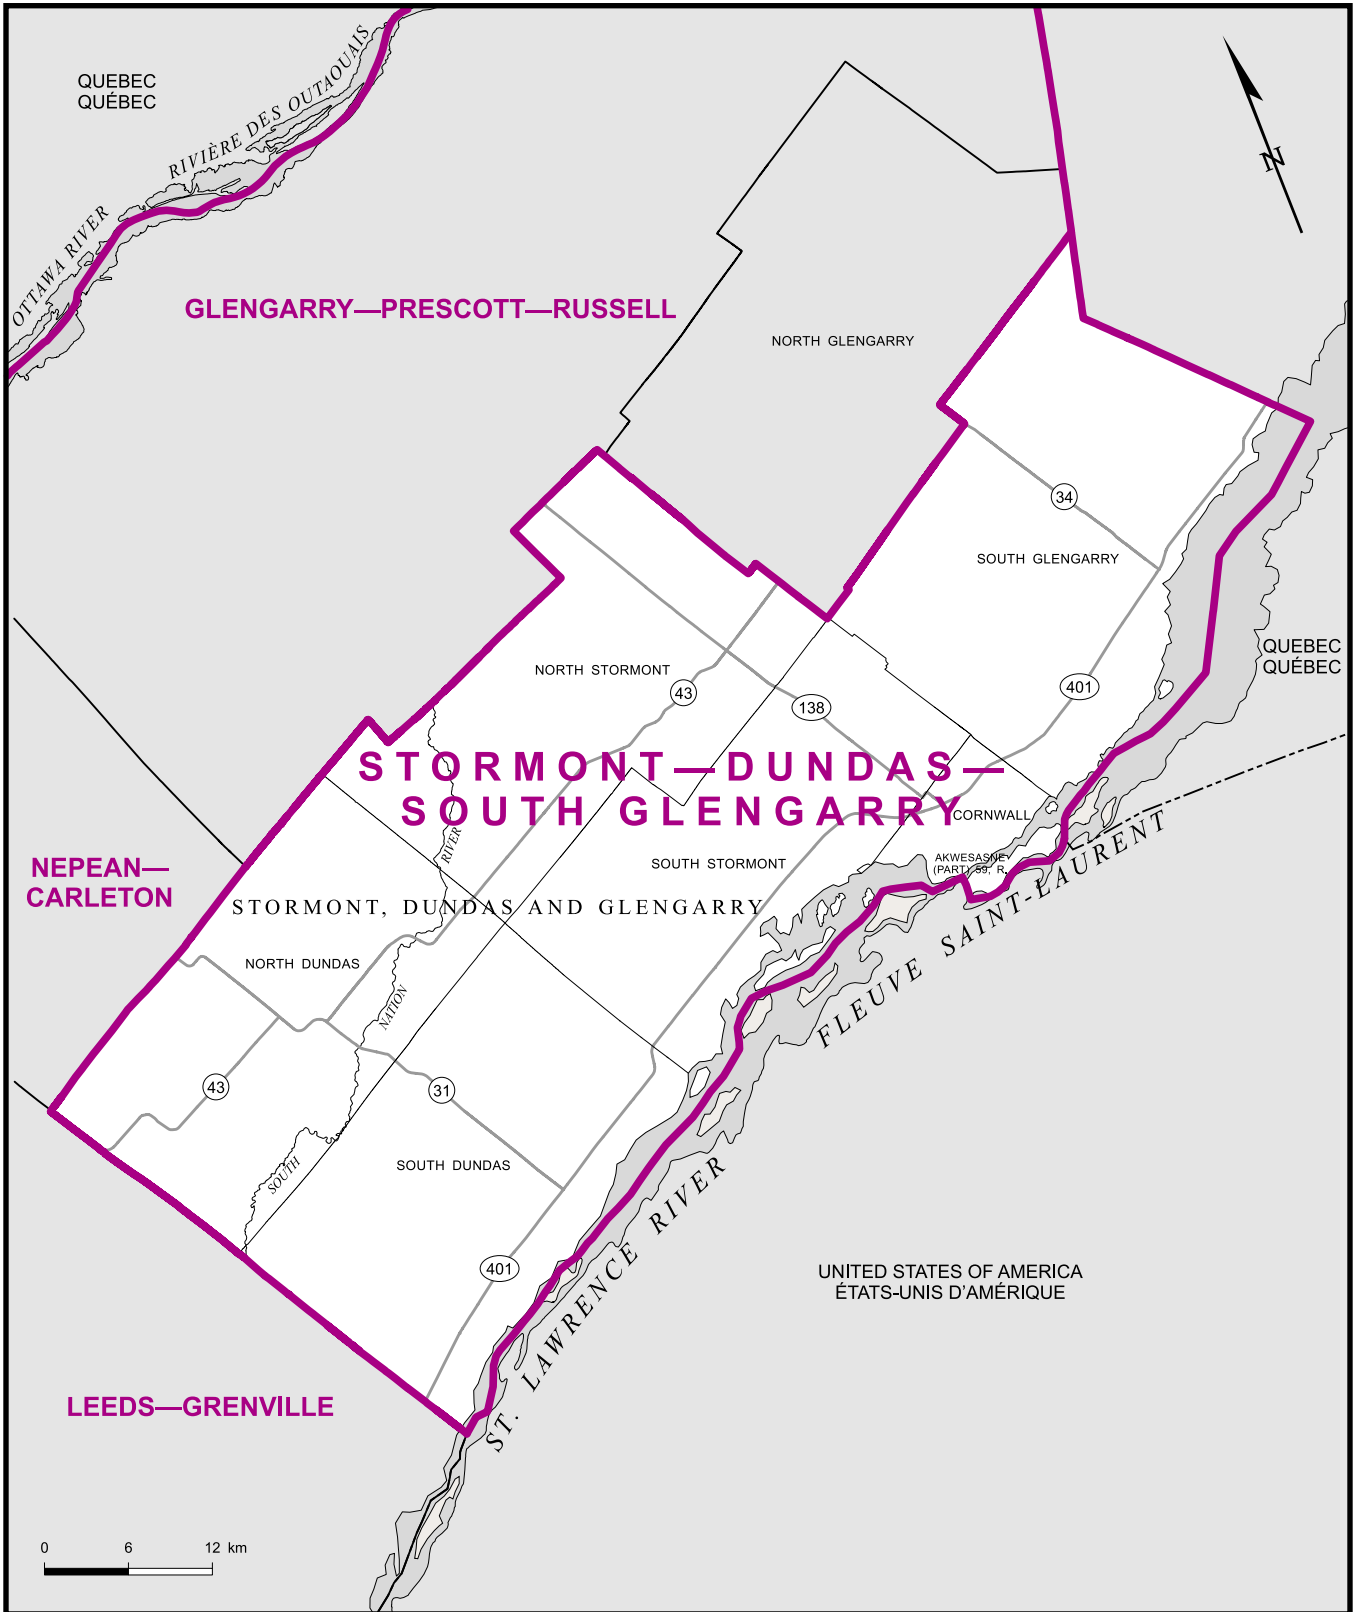 QUEBEC
QUÉBEC
RIVIÈRE DES OUTAOUAIS
OTTAWA RIVER
N
GLENGARRY—PRESCOTT—RUSSELL
NORTH GLENGARRY
34
SOUTH GLENGARRY
QUEBEC
QUÉBEC
NORTH STORMONT
43
138
401
STORMONT—DUNDAS—
SOUTH GLENGARRY
CORNWALL
RIVER
SOUTH STORMONT
AKWESASNE
(PART) 59, R.
NEPEAN—
CARLETON
STORMONT, DUNDAS AND GLENGARRY
FLEUVE SAINT-LAURENT
NORTH DUNDAS
NATION
43
31
SOUTH DUNDAS
SOUTH
401
ST. LAWRENCE RIVER
UNITED STATES OF AMERICA
ÉTATS-UNIS D'AMÉRIQUE
LEEDS—GRENVILLE
0 6 12 km